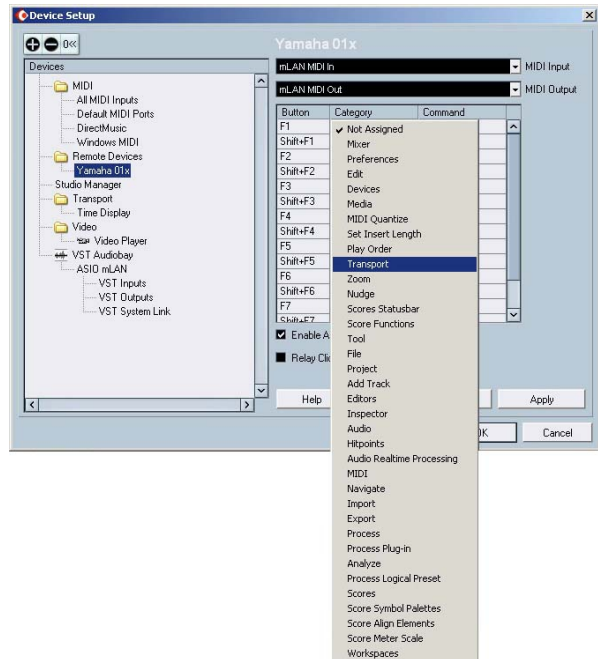 Device Setup
Yamaha 01x
Devices
MIDI
All MIDI Inputs
Default MIDI Ports
DirectMusic
Windows MIDI
Remote Devices
Yamaha 01x
Studio Manager
Transport
Time Display
Video
Video Player
VST Audiobay
ASIO mLAN
VST Inputs
VST Outputs
VST System Link
mLAN MIDI In
MIDI Input
mLAN MIDI Out
MIDI Output
Button Category Command
F1
Shift+F1
F2
Shift+F2
F3
Shift+F3
F4
Shift+F4
F5
Shift+F5
F6
Shift+F6
F7
Shift+F7
Not Assigned
Mixer
Preferences
Edit
Devices
Media
MIDI Quantize
Set Insert Length
Play Order
Transport
Zoom
Nudge
Scores Statusbar
Score Functions
Tool
File
Project
Add Track
Editors
Inspector
Audio
Hitpoints
Audio Realtime Processing
MIDI
Navigate
Import
Export
Process
Process Plug-in
Analyze
Process Logical Preset
Scores
Score Symbol Palettes
Score Align Elements
Score Meter Scale
Workspaces
Enable A
Relay Cli
Help
Apply
Cancel